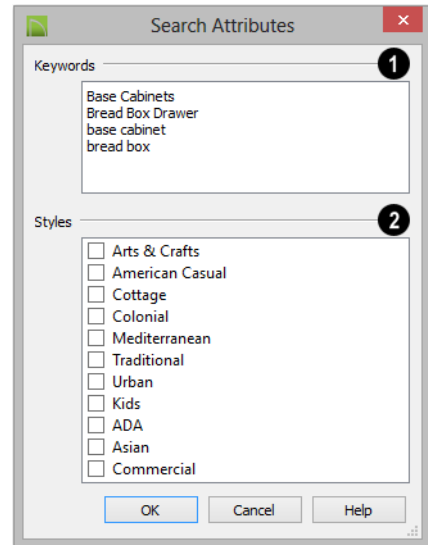 Search Attributes
Keywords 1
Base Cabinets
Bread Box Drawer
base cabinet
bread box
Styles 2
Arts & Crafts
American Casual
Cottage
Colonial
Mediterranean
Traditional
Urban
Kids
ADA
Asian
Commercial
OK Cancel Help